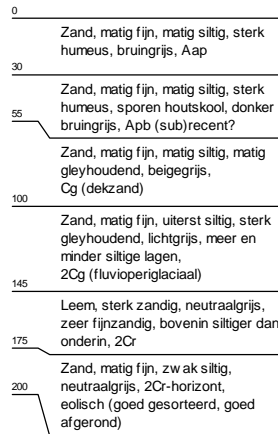 0
Zand, matig fijn, matig siltig, sterk
humeus, bruingrijs, Aap
30
Zand, matig fijn, matig siltig, sterk
humeus, sporen houtskool, donker
bruingrijs, Apb (sub)recent?
55
Zand, matig fijn, matig siltig, matig
gleyhoudend, beigegrijs,
Cg (dekzand)
100
Zand, matig fijn, uiterst siltig, sterk
gleyhoudend, lichtgrijs, meer en
minder siltige lagen,
2Cg (fluvioperiglaciaal)
145
Leem, sterk zandig, neutraalgrijs,
zeer fijnzandig, bovenin siltiger dan
onderin, 2Cr
175
Zand, matig fijn, zwak siltig,
neutraalgrijs, 2Cr-horizont,
eolisch (goed gesorteerd, goed
afgerond)
200